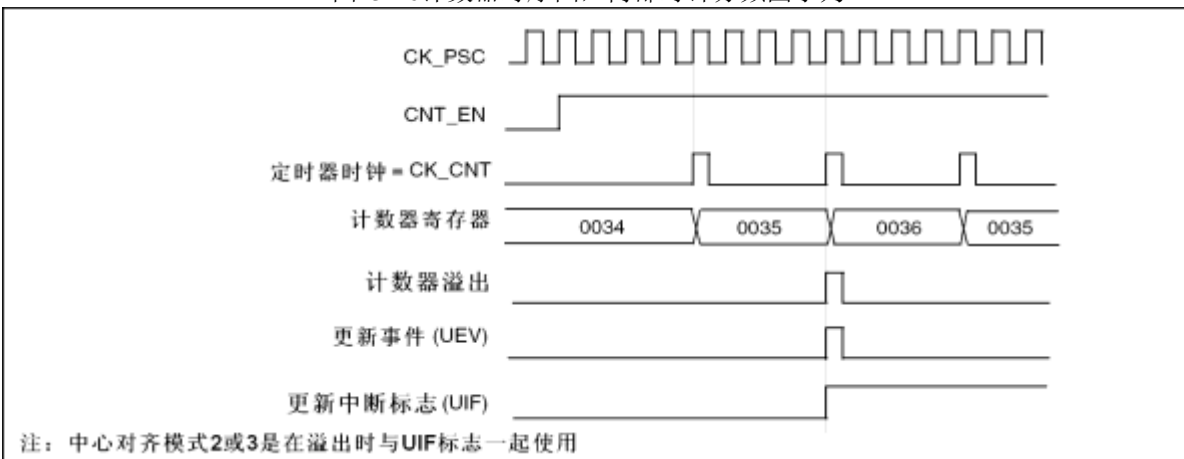 CK_PSC
CNT_EN
定时器时钟 = CK_CNT
计数器寄存器 0034 0035 0036 0035
计数器溢出
更新事件 (UEV)
更新中断标志 (UIF)
注：中心对齐模式2或3是在溢出时与UIF标志一起使用